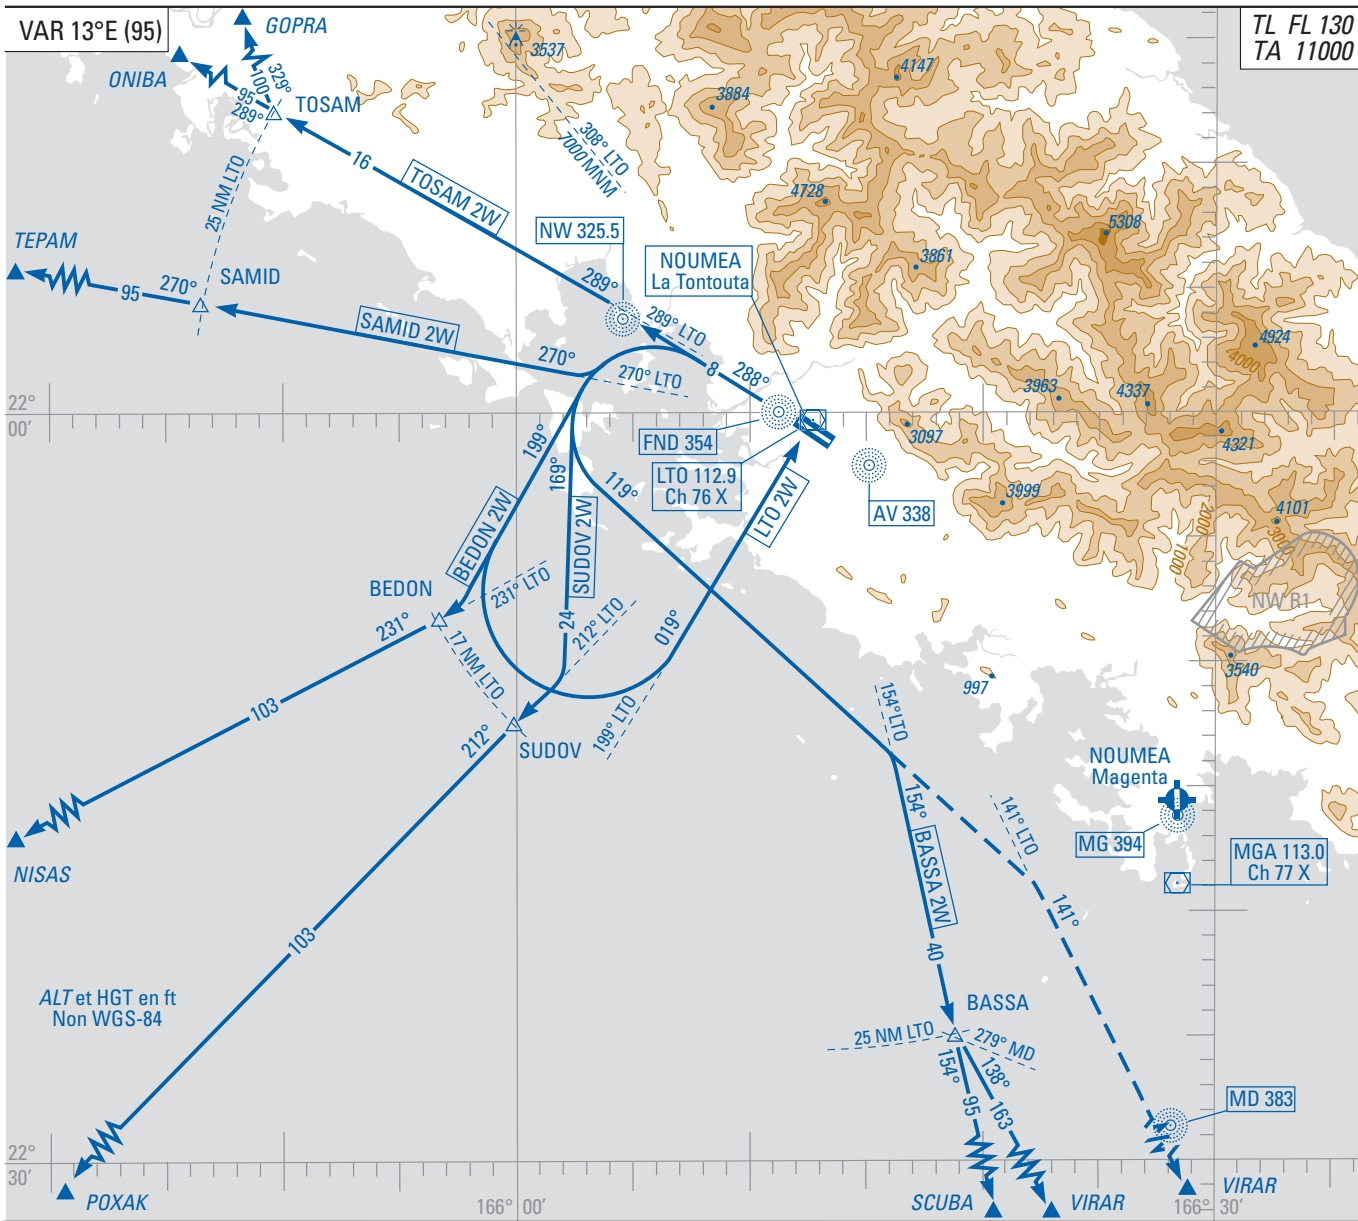 VAR 13°E (95)
GOPRA
TL FL 130
TA 11000
ONIBA
3537
4147
3884
329°
100
95
289°
TOSAM
308° LTO
7000 MNM
16
TOSAM 2W
25 NM LTO
4728
5308
NW 325.5
TEPAM
NOUMEA
La Tontouta
3861
SAMID
270°
95
289°
289° LTO
SAMID 2W
4924
4000
270°
270° LTO
8
288°
3963
4337
22°
00'
FND 354
3097
4321
199°
169°
119°
LTO 112.9
Ch 76 X
3999
4101
2000
3000
1000
AV 338
LTO 2W
BEDON 2W
SUDOV 2W
BEDON
231° LTO
NW R1
231°
24
212° LTO
019°
17 NM LTO
3540
997
154° LTO
103
199° LTO
212°
SUDOV
NOUMEA
Magenta
154°
BASSA 2W
141° LTO
MG 394
MGA 113.0
Ch 77 X
NISAS
141°
103
40
ALT et HGT en ft
Non WGS-84
BASSA
25 NM LTO
279° MD
154°
138°
95
163
MD 383
22°
30'
POXAK
166° 00'
SCUBA
VIRAR
166° 30'
VIRAR